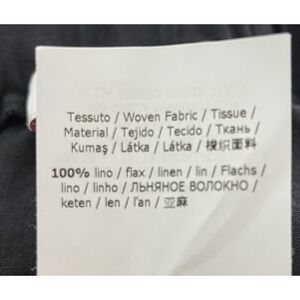 Tessuto / Woven Fabric / Tissue /
Material / Tejido / Tecido / Ткань /
Kumaş / Látka / Látka / 梭织面料
100% lino / flax / linen / lin / Flachs /
lino / linho / ЛЬНЯНОЕ ВОЛОКНО /
keten / len / l'an / 亚麻